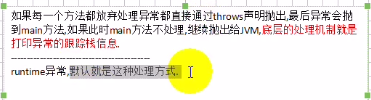 如果每一个方法都放弃处理异常都直接通过throws声明抛出,最后异常会抛
到main方法,如果此时main方法不处理,继续抛出给JVM,底层的处理机制就是
打印异常的跟踪栈信息.
----------------------------------
runtime异常,默认就是这种处理方式.